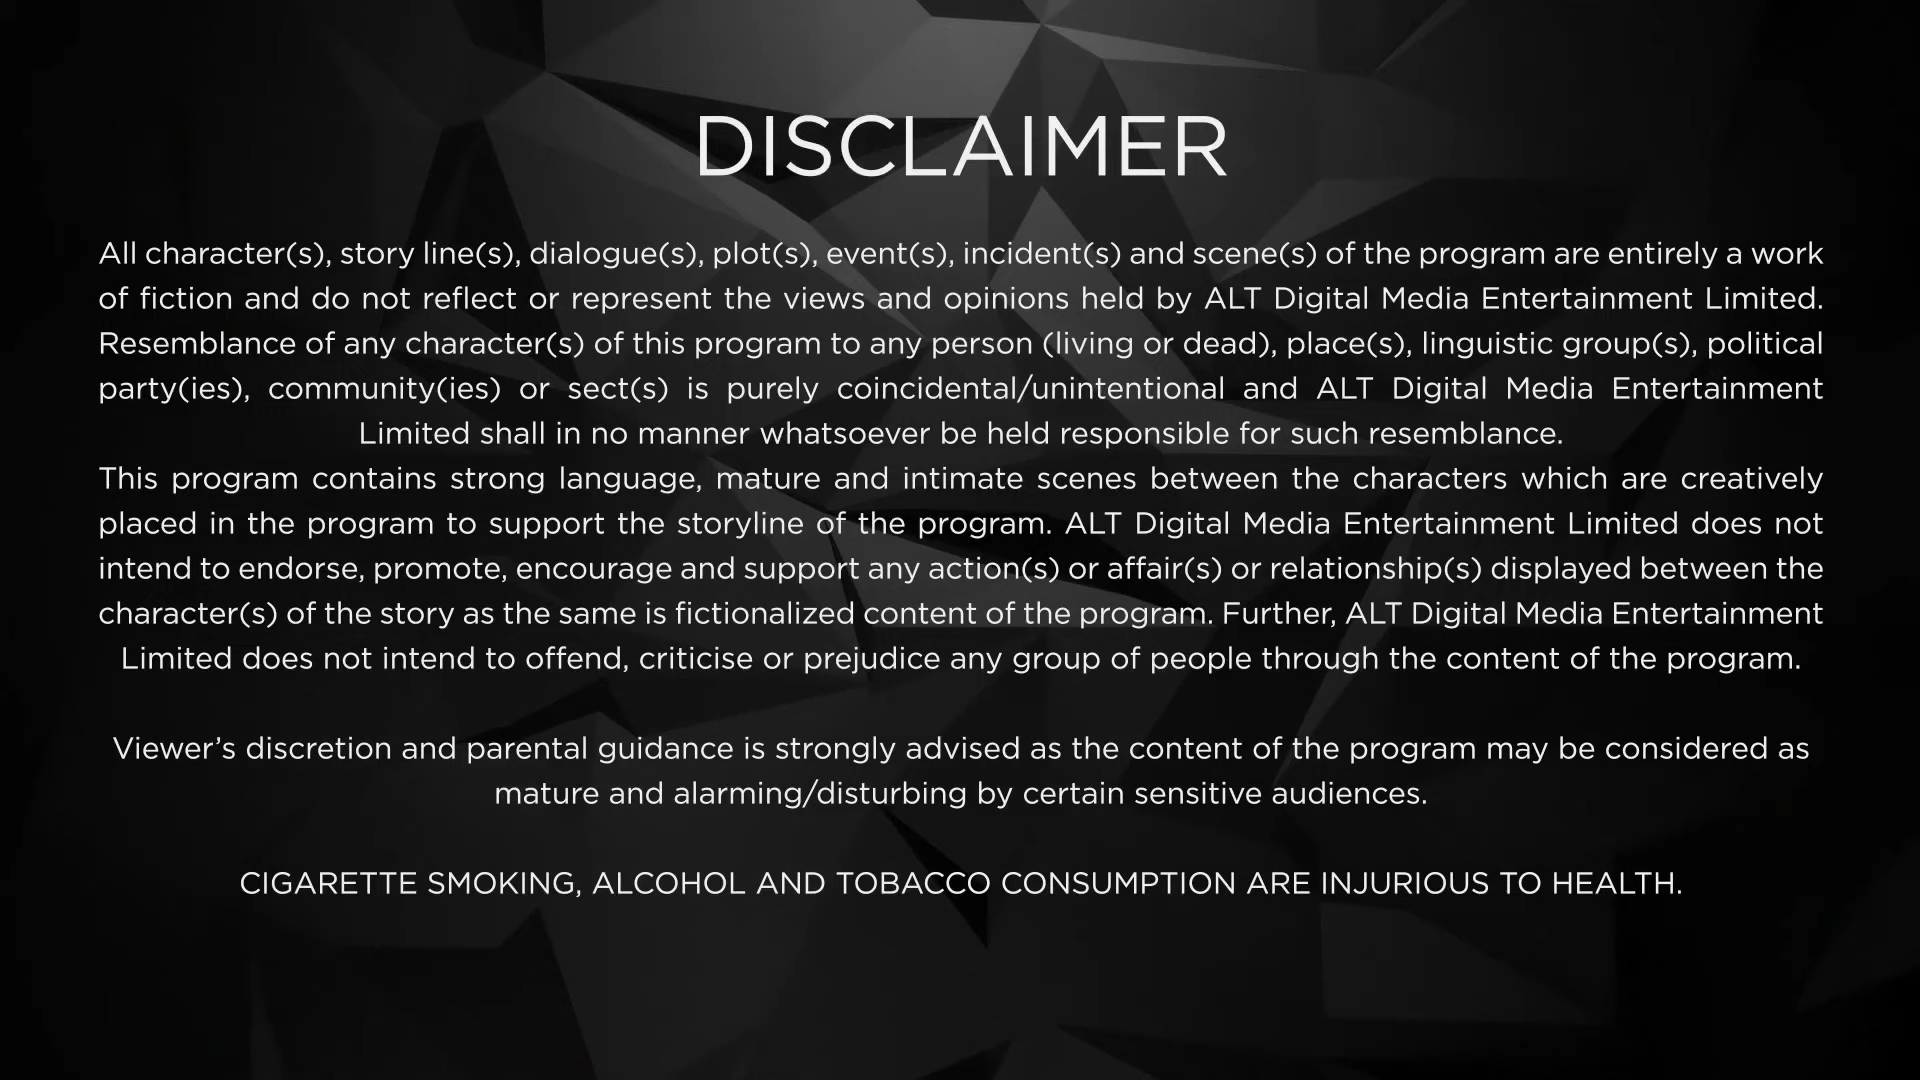 DISCLAIMER
All character(s), story line(s), dialogue(s), plot(s), event(s), incident(s) and scene(s) of the program are entirely a work
of fiction and do not reflect or represent the views and opinions held by ALT Digital Media Entertainment Limited.
Resemblance of any character(s) of this program to any person (living or dead), place(s), linguistic group(s), political
party(ies), community(ies) or sect(s) is purely coincidental/unintentional and ALT Digital Media Entertainment
Limited shall in no manner whatsoever be held responsible for such resemblance.
This program contains strong language, mature and intimate scenes between the characters which are creatively
placed in the program to support the storyline of the program. ALT Digital Media Entertainment Limited does not
intend to endorse, promote, encourage and support any action(s) or affair(s) or relationship(s) displayed between the
character(s) of the story as the same is fictionalized content of the program. Further, ALT Digital Media Entertainment
Limited does not intend to offend, criticise or prejudice any group of people through the content of the program.
Viewer’s discretion and parental guidance is strongly advised as the content of the program may be considered as
mature and alarming/disturbing by certain sensitive audiences.
CIGARETTE SMOKING, ALCOHOL AND TOBACCO CONSUMPTION ARE INJURIOUS TO HEALTH.